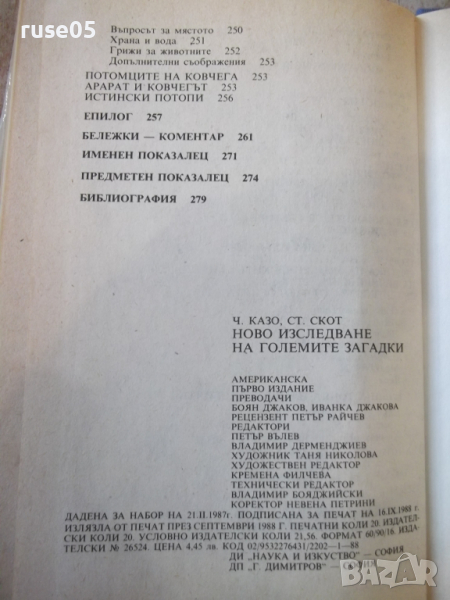 ruse05
Въпросът за мястото 250
Храна и вода 251
Грижи за животните 252
Допълнителни съображения 253
ПОТОМЦИТЕ НА КОВЧЕГА 253
АРАРАТ И КОВЧЕГЪТ 253
ИСТИНСКИ ПОТОПИ 256
ЕПИЛОГ 257
БЕЛЕЖКИ — КОМЕНТАР 261
ИМЕНЕН ПОКАЗАЛЕЦ 271
ПРЕДМЕТЕН ПОКАЗАЛЕЦ 274
БИБЛИОГРАФИЯ 279
Ч. КАЗО, СТ. СКОТ
НОВО ИЗСЛЕДВАНЕ
НА ГОЛЕМИТЕ ЗАГАДКИ
АМЕРИКАНСКА
ПЪРВО ИЗДАНИЕ
ПРЕВОДАЧИ
БОЯН ДЖАКОВ, ИВАНКА ДЖАКОВА
РЕЦЕНЗЕНТ ПЕТЪР РАЙЧЕВ
РЕДАКТОРИ
ПЕТЪР ВЪЛЕВ
ВЛАДИМИР ДЕРМЕНДЖИЕВ
ХУДОЖНИК ТАНЯ НИКОЛОВА
ХУДОЖЕСТВЕН РЕДАКТОР
КРЕМЕНА ФИЛЧЕВА
ТЕХНИЧЕСКИ РЕДАКТОР
ВЛАДИМИР БОЯДЖИЙСКИ
КОРЕКТОР НЕВЕНА ПЕТРИНИ
ДАДЕНА ЗА НАБОР НА 21.II.1987г. ПОДПИСАНА ЗА ПЕЧАТ НА 16.IX.1988 г.
ИЗЛЯЗЛА ОТ ПЕЧАТ ПРЕЗ СЕПТЕМВРИ 1988 Г. ПЕЧАТНИ КОЛИ 20. ИЗДАТЕЛ-
СКИ КОЛИ 20. УСЛОВНО ИЗДАТЕЛСКИ КОЛИ 21,56. ФОРМАТ 60/90/16. ИЗДА-
ТЕЛСКИ № 26524. ЦЕНА 4,45 лв. КОД 02/9532276431/2202—1—88
ДИ „НАУКА И ИЗКУСТВО“ — СОФИЯ
ДП „Г. ДИМИТРОВ“ — СОФИЯ
bazar